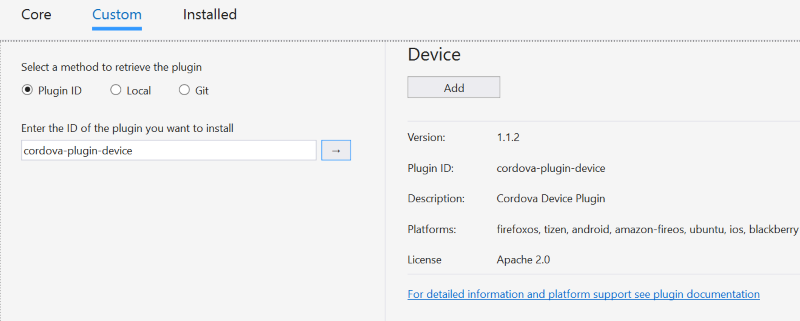 Core Custom Installed
Select a method to retrieve the plugin
Plugin ID Local Git
Enter the ID of the plugin you want to install
cordova-plugin-device
→
Device
Add
Version: 1.1.2
Plugin ID: cordova-plugin-device
Description: Cordova Device Plugin
Platforms: firefoxos, tizen, android, amazon-fireos, ubuntu, ios, blackberry
License Apache 2.0
For detailed information and platform support see plugin documentation